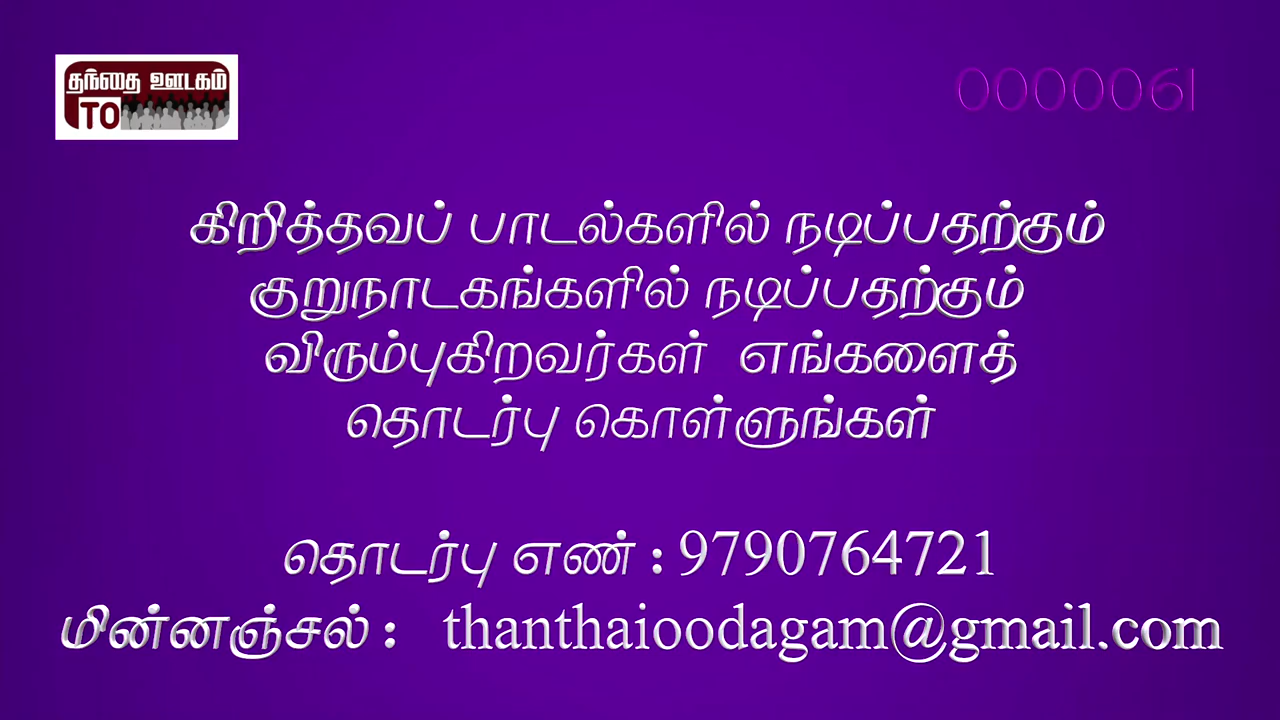 தந்தை ஊடகம்
TO
0000061
கிறித்தவப் பாடல்களில் நடிப்பதற்கும்
குறுநாடகங்களில் நடிப்பதற்கும்
விரும்புகிறவர்கள் எங்களைத்
தொடர்பு கொள்ளுங்கள்
தொடர்பு எண் : 9790764721
மின்னஞ்சல் : thanthaioodagam@gmail.com